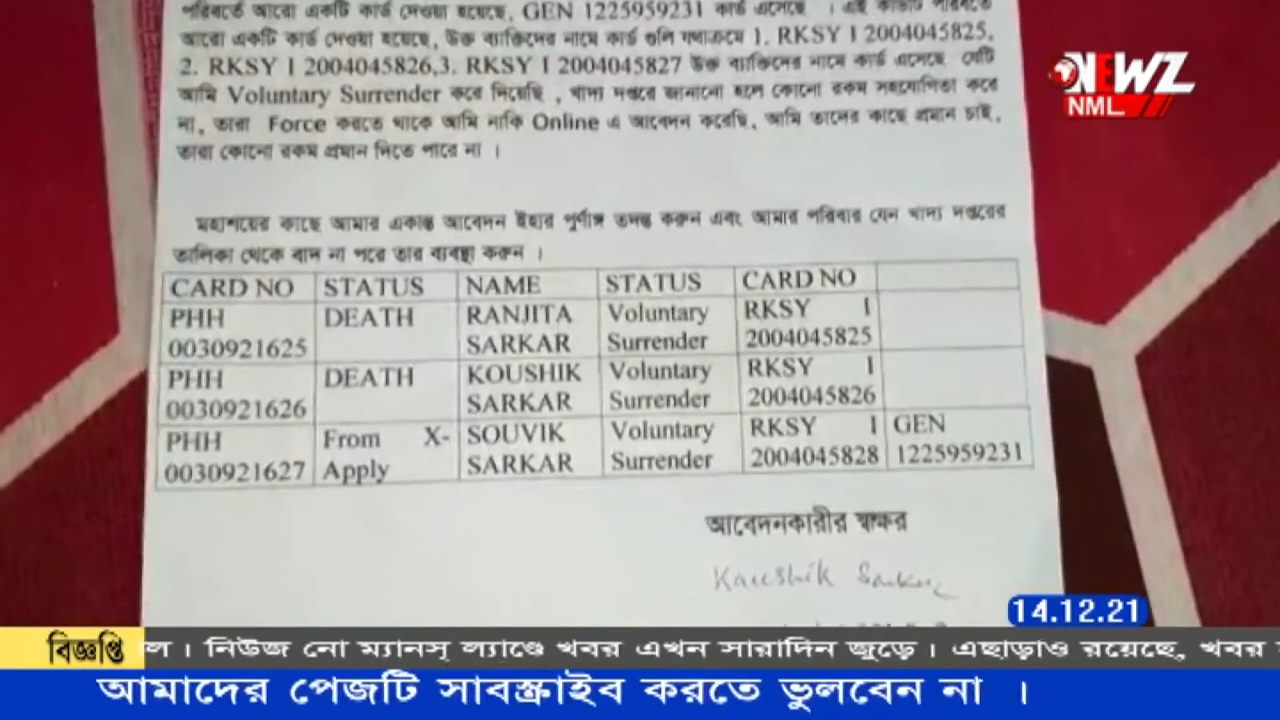 পরিবর্তে আরো একটি কার্ড দেওয়া হয়েছে, GEN 1225959231 কার্ড এসেছে । এই কার্ডটি পরিবর্তে
আরো একটি কার্ড দেওয়া হয়েছে, উক্ত ব্যাক্তিদের নামে কার্ড গুলি যথাক্রমে 1. RKSY I 2004045825,
2. RKSY I 2004045826,3. RKSY I 2004045827 উক্ত ব্যাক্তিদের নামে কার্ড এসেছে সেটি
আমি Voluntary Surrender করে দিয়েছি , খাদ্য দপ্তরে জানানো হলে কোনো রকম সহযোগিতা করে
না, তারা Force করতে থাকে আমি নাকি Online এ আবেদন করেছি, আমি তাদের কাছে প্রমান চাই,
তারা কোনো রকম প্রমান দিতে পারে না ।
মহাশয়ের কাছে আমার একান্ত আবেদন ইহার পুর্ণাঙ্গ তদন্ত করুন এবং আমার পরিবার যেন খাদ্য দপ্তরের
তালিকা থেকে বাদ না পরে তার ব্যবস্থা করুন ।
CARD NO STATUS NAME STATUS CARD NO
PHH DEATH RANJITA Voluntary RKSY I
0030921625 SARKAR Surrender 2004045825
PHH DEATH KOUSHIK Voluntary RKSY I
0030921626 SARKAR Surrender 2004045826
PHH From X- SOUVIK Voluntary RKSY I GEN
0030921627 Apply SARKAR Surrender 2004045828 1225959231
আবেদনকারীর স্বাক্ষর
Kaushik Sarkar
NEWZ
NML
14.12.21
বিজ্ঞপ্তি ল । নিউজ নো ম্যানস্ ল্যাণ্ডে খবর এখন সারাদিন জুড়ে । এছাড়াও রয়েছে, খবর
আমাদের পেজটি সাবস্ক্রাইব করতে ভুলবেন না ।